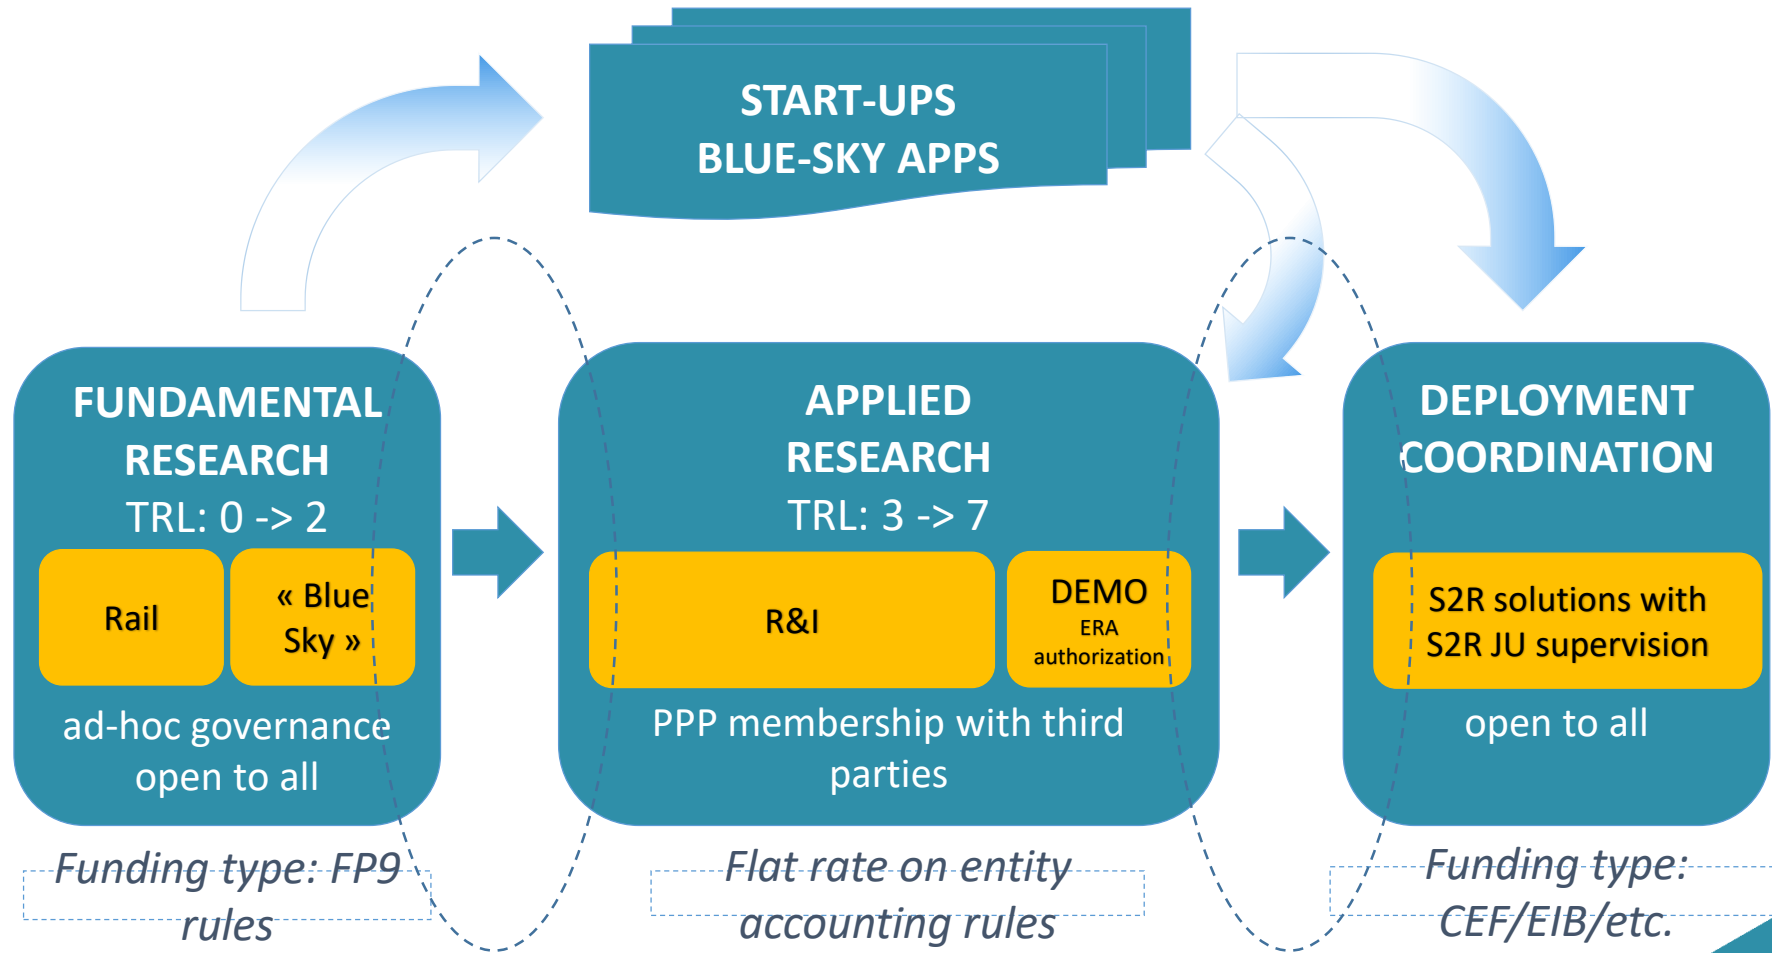 START-UPS
BLUE-SKY APPS
FUNDAMENTAL
RESEARCH
TRL: 0 -> 2
Rail
« Blue
Sky »
ad-hoc governance
open to all
Funding type: FP9
rules
APPLIED
RESEARCH
TRL: 3 -> 7
R&I
DEMO
ERA
authorization
PPP membership with third
parties
Flat rate on entity
accounting rules
DEPLOYMENT
COORDINATION
S2R solutions with
S2R JU supervision
open to all
Funding type:
CEF/EIB/etc.